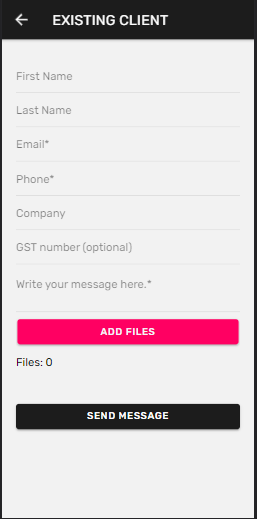 EXISTING CLIENT
First Name
Last Name
Email*
Phone*
Company
GST number (optional)
Write your message here.*
ADD FILES
Files: 0
SEND MESSAGE